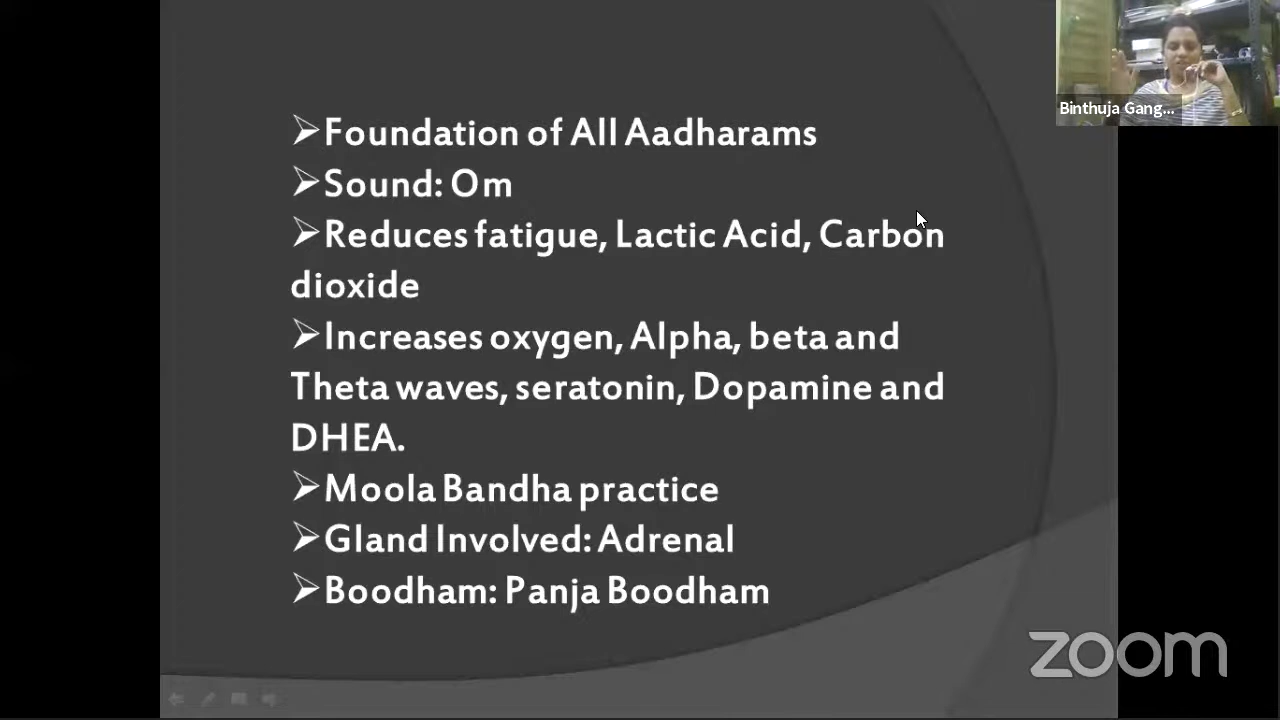 Binthuja Gang...
➢Foundation of All Aadharams
➢Sound: Om
➢Reduces fatigue, Lactic Acid, Carbon
dioxide
➢Increases oxygen, Alpha, beta and
Theta waves, seratonin, Dopamine and
DHEA.
➢Moola Bandha practice
➢Gland Involved: Adrenal
➢Boodham: Panja Boodham
zoom